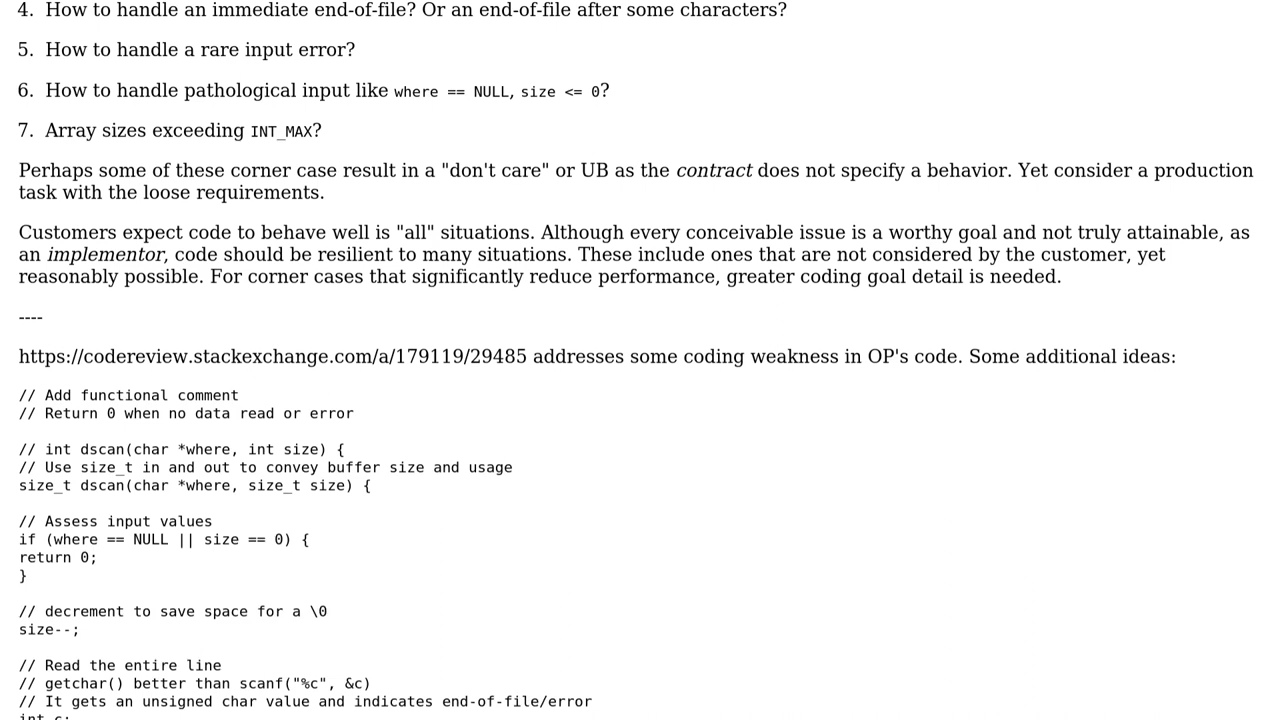 4. How to handle an immediate end-of-file? Or an end-of-file after some characters?
5. How to handle a rare input error?
6. How to handle pathological input like where == NULL, size <= 0?
7. Array sizes exceeding INT_MAX?
Perhaps some of these corner case result in a "don't care" or UB as the contract does not specify a behavior. Yet consider a production
task with the loose requirements.
Customers expect code to behave well is "all" situations. Although every conceivable issue is a worthy goal and not truly attainable, as
an implementor, code should be resilient to many situations. These include ones that are not considered by the customer, yet
reasonably possible. For corner cases that significantly reduce performance, greater coding goal detail is needed.
----
https://codereview.stackexchange.com/a/179119/29485 addresses some coding weakness in OP's code. Some additional ideas:
// Add functional comment
// Return 0 when no data read or error
// int dscan(char *where, int size) {
// Use size_t in and out to convey buffer size and usage
size_t dscan(char *where, size_t size) {
// Assess input values
if (where == NULL || size == 0) {
return 0;
}
// decrement to save space for a \0
size--;
// Read the entire line
// getchar() better than scanf("%c", &c)
// It gets an unsigned char value and indicates end-of-file/error
int c;